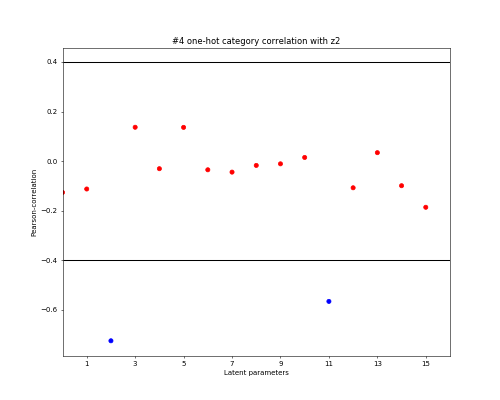 #4 one-hot category correlation with z2
0.4
0.2
0.0
−0.2
−0.4
−0.6
Pearson-correlation
1 3 5 7 9 11 13 15
Latent parameters